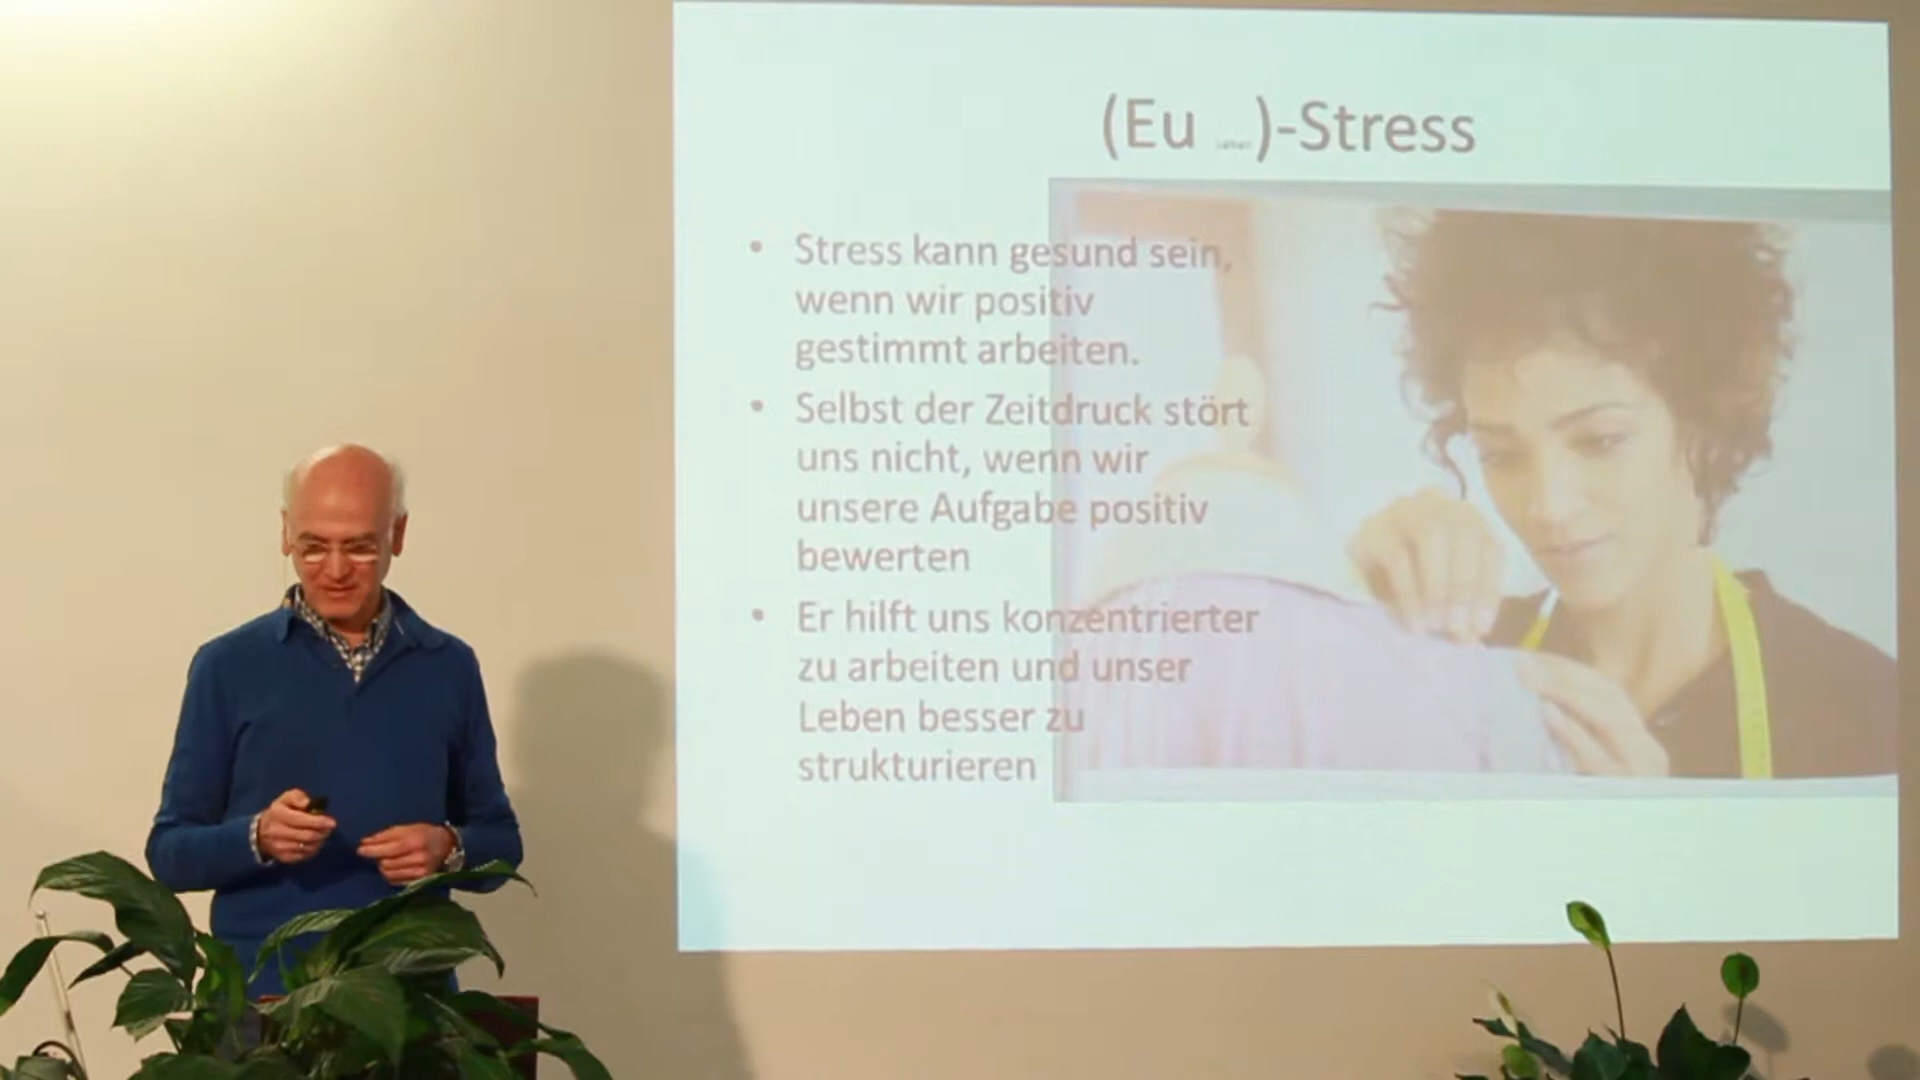 (Eu )-Stress
• Stress kann gesund sein,
wenn wir positiv
gestimmt arbeiten.
• Selbst der Zeitdruck stört
uns nicht, wenn wir
unsere Aufgabe positiv
bewerten
• Er hilft uns konzentrierter
zu arbeiten und unser
Leben besser zu
strukturieren